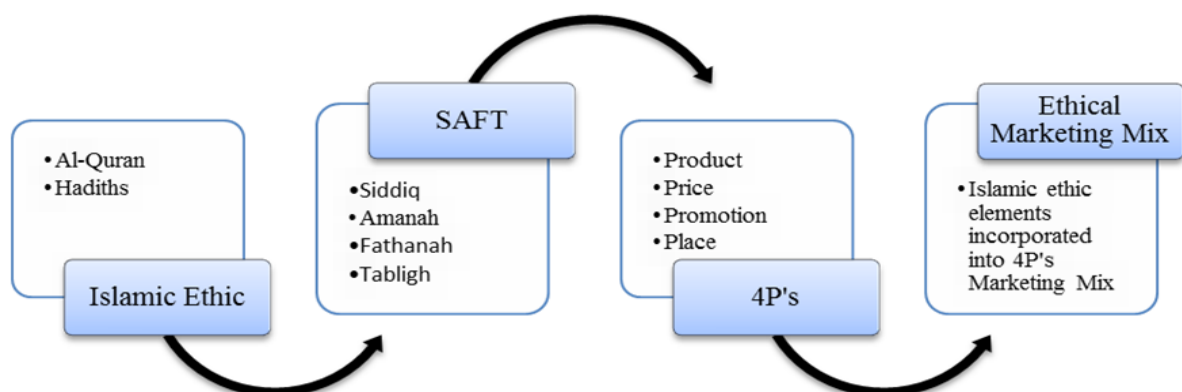 •Al-Quran
•Hadiths
Islamic Ethic
SAFT
•Siddiq
•Amanah
•Fathanah
•Tabligh
•Product
•Price
•Promotion
•Place
4P's
Ethical
Marketing Mix
•Islamic ethic
elements
incorporated
into 4P's
Marketing Mix